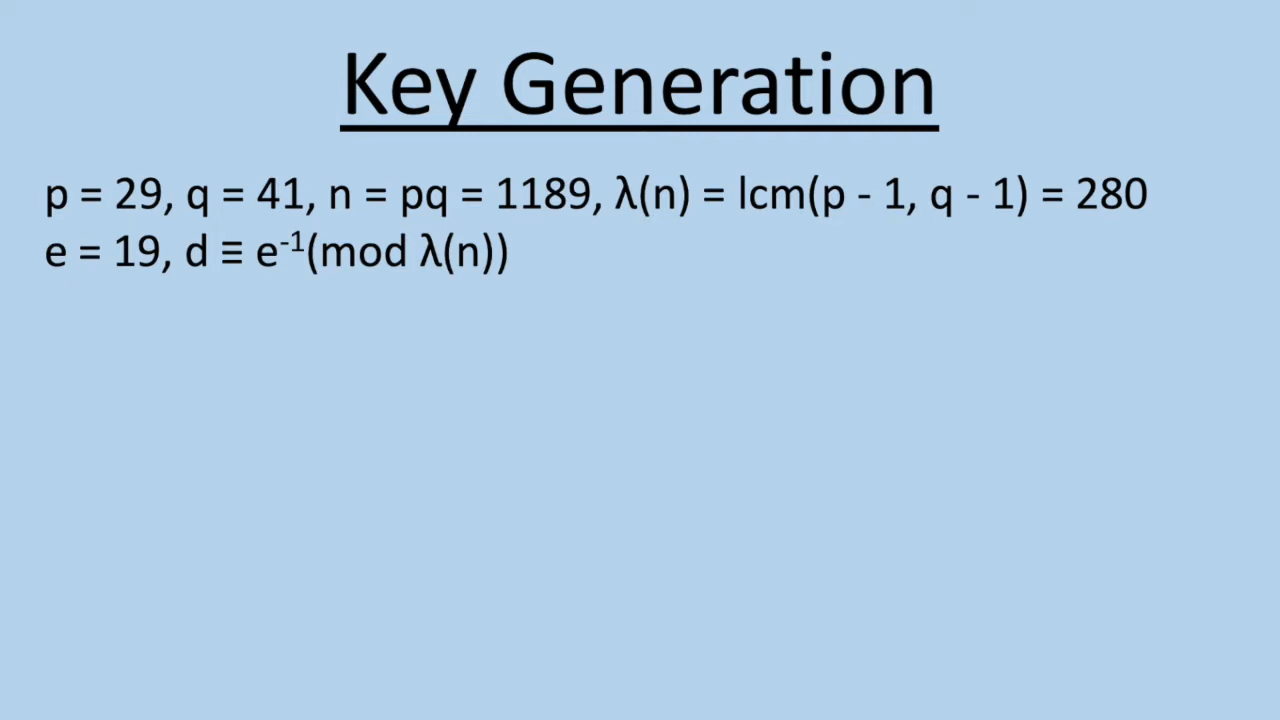 Key Generation
p = 29, q = 41, n = pq = 1189, λ(n) = lcm(p - 1, q - 1) = 280
e = 19, d ≡ e⁻¹(mod λ(n))